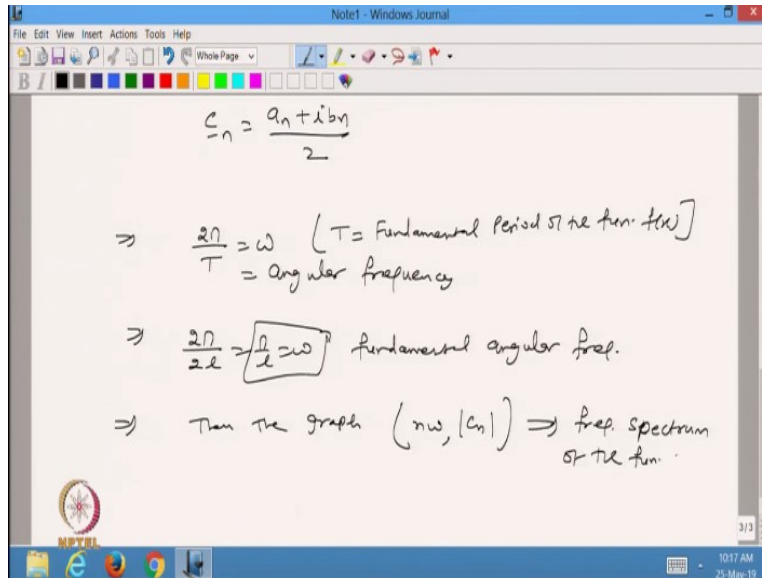 Note1 - Windows Journal
File Edit View Insert Actions Tools Help
Whole Page
B I
c_n = (a_n + i b_n) / 2
⇒ 2π/T = ω (T = Fundamental Period of the fun. f(x)]
= angular frequency
⇒ 2π/2l = π/l = ω fundamental angular freq.
⇒ Then the graph (nω, |c_n|) ⇒ freq. spectrum
of the fun.
3/3
NPTEL
10:17 AM
25-May-19